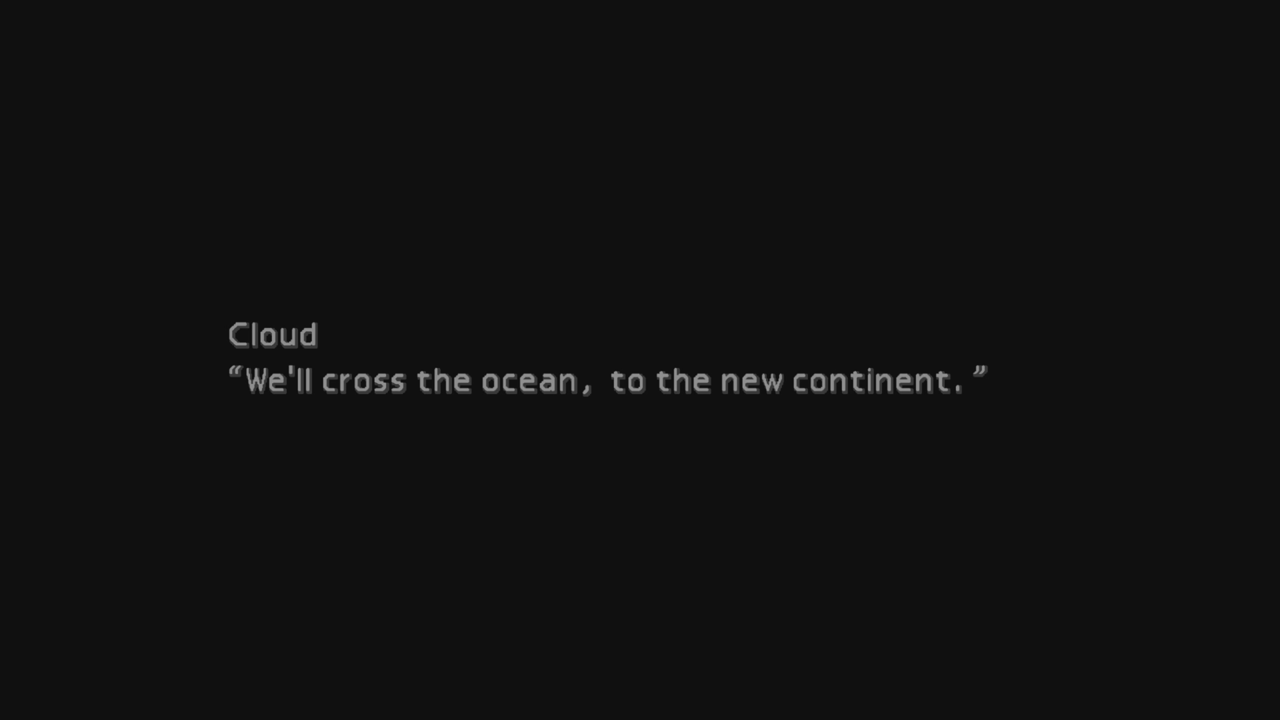 Cloud
“We'll cross the ocean, to the new continent.”